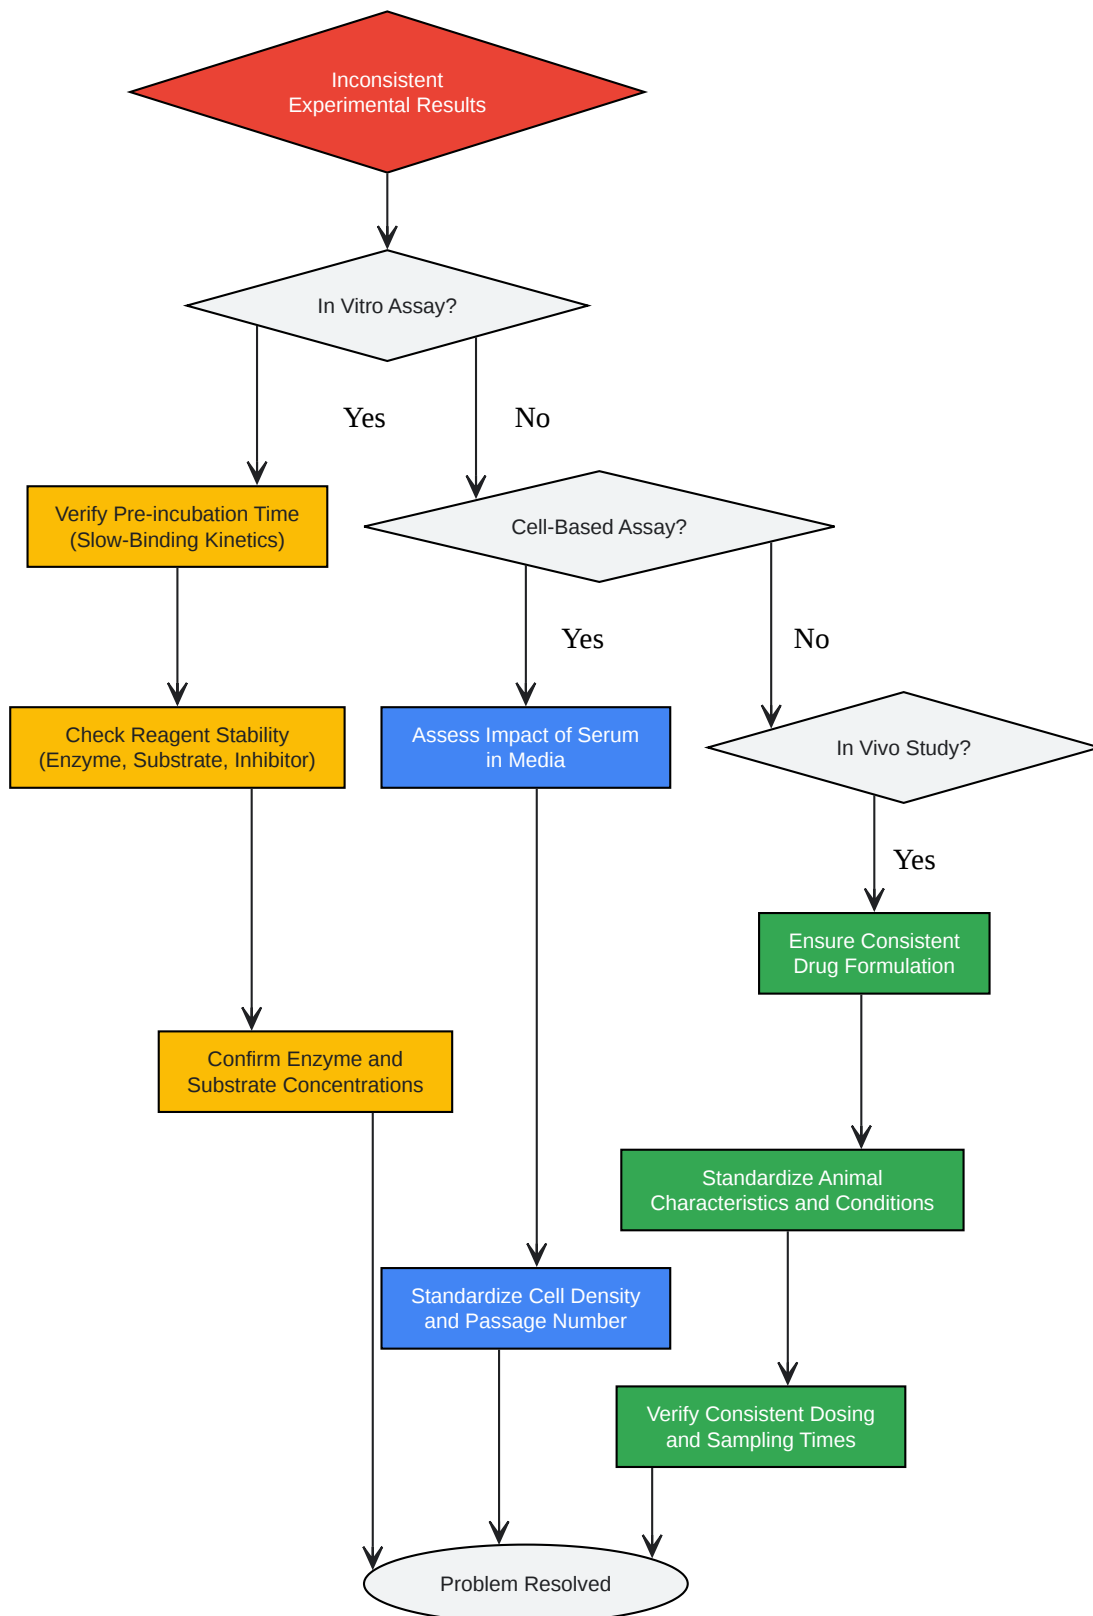 Inconsistent
Experimental Results
In Vitro Assay?
Yes
No
Verify Pre-incubation Time
(Slow-Binding Kinetics)
Cell-Based Assay?
Yes
No
Check Reagent Stability
(Enzyme, Substrate, Inhibitor)
Assess Impact of Serum
in Media
In Vivo Study?
Yes
Ensure Consistent
Drug Formulation
Confirm Enzyme and
Substrate Concentrations
Standardize Animal
Characteristics and Conditions
Standardize Cell Density
and Passage Number
Verify Consistent Dosing
and Sampling Times
Problem Resolved